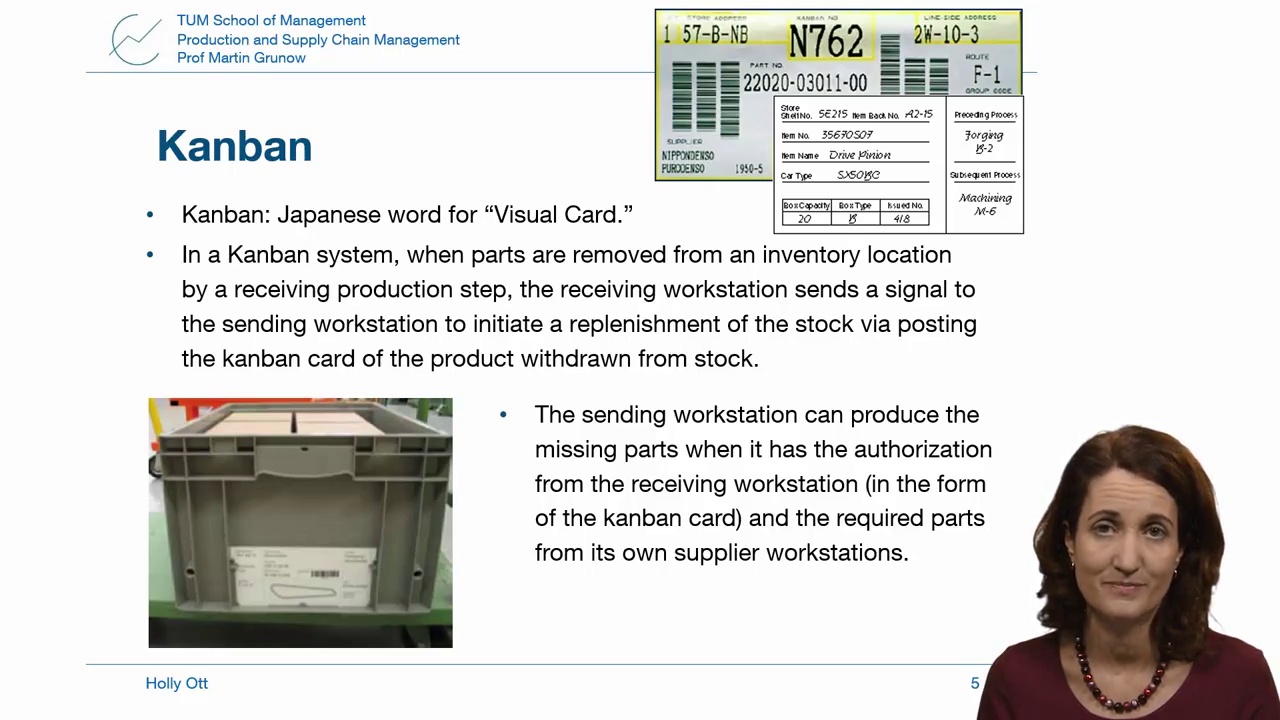 TUM School of Management
Production and Supply Chain Management
Prof Martin Grunow
STORE ADDRESS
KANBAN NO.
LINE-SIDE ADDRESS
1 57-B-NB
N762
2W-10-3
PART NO.
22020-03011-00
ROUTE
F-1
GROUP CODE
SUPPLIER
NIPPONDENSO
PURODENSO
1950-5
Store
Shelf No. 5E215 Item Back No. A2-15
Item No. 35670S07
Item Name Drive Pinion
Car Type SX50BC
Box Capacity Box Type Issued No.
20 B 4/8
Preceding Process
Forging
B-2
Subsequent Process
Machining
M-6
Kanban
• Kanban: Japanese word for “Visual Card.”
• In a Kanban system, when parts are removed from an inventory location
by a receiving production step, the receiving workstation sends a signal to
the sending workstation to initiate a replenishment of the stock via posting
the kanban card of the product withdrawn from stock.
• The sending workstation can produce the
missing parts when it has the authorization
from the receiving workstation (in the form
of the kanban card) and the required parts
from its own supplier workstations.
Holly Ott
5